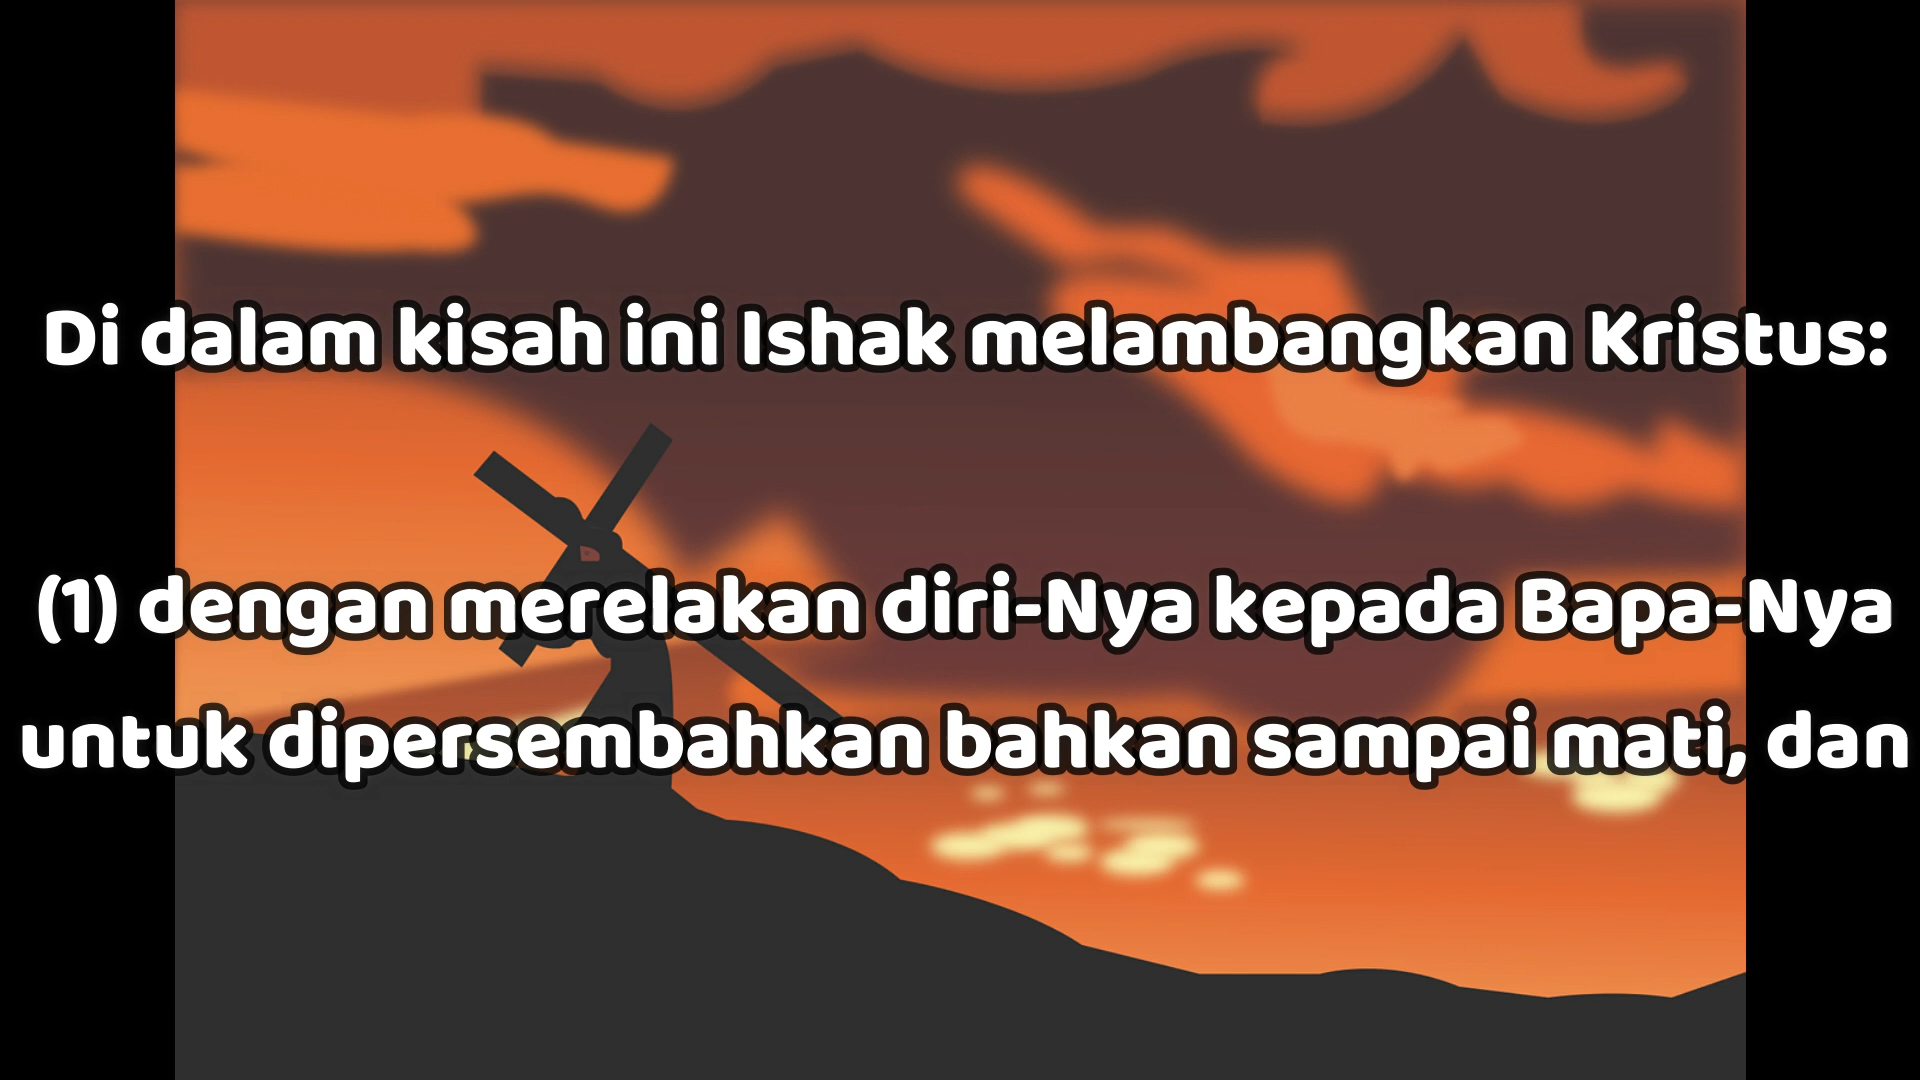 Di dalam kisah ini Ishak melambangkan Kristus:
(1) dengan merelakan diri-Nya kepada Bapa-Nya
untuk dipersembahkan bahkan sampai mati, dan